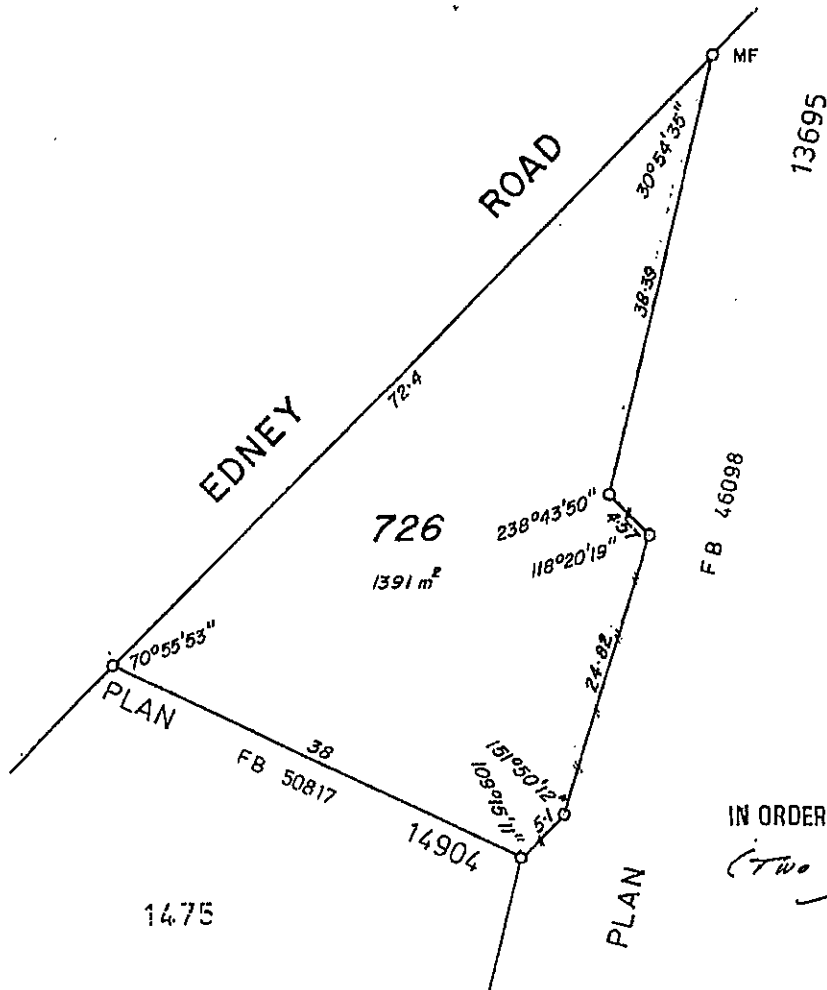 MF
13695
30°54'35"
ROAD
38·39
72·4
EDNEY
FB 46098
238°43'50"
4·57
726
118°20'19"
1391 m²
70°55'53"
24·82
PLAN
38
FB 50817
151°50'12"
109°15'11"
5·1
14904
IN ORDER
(Two
PLAN
1475